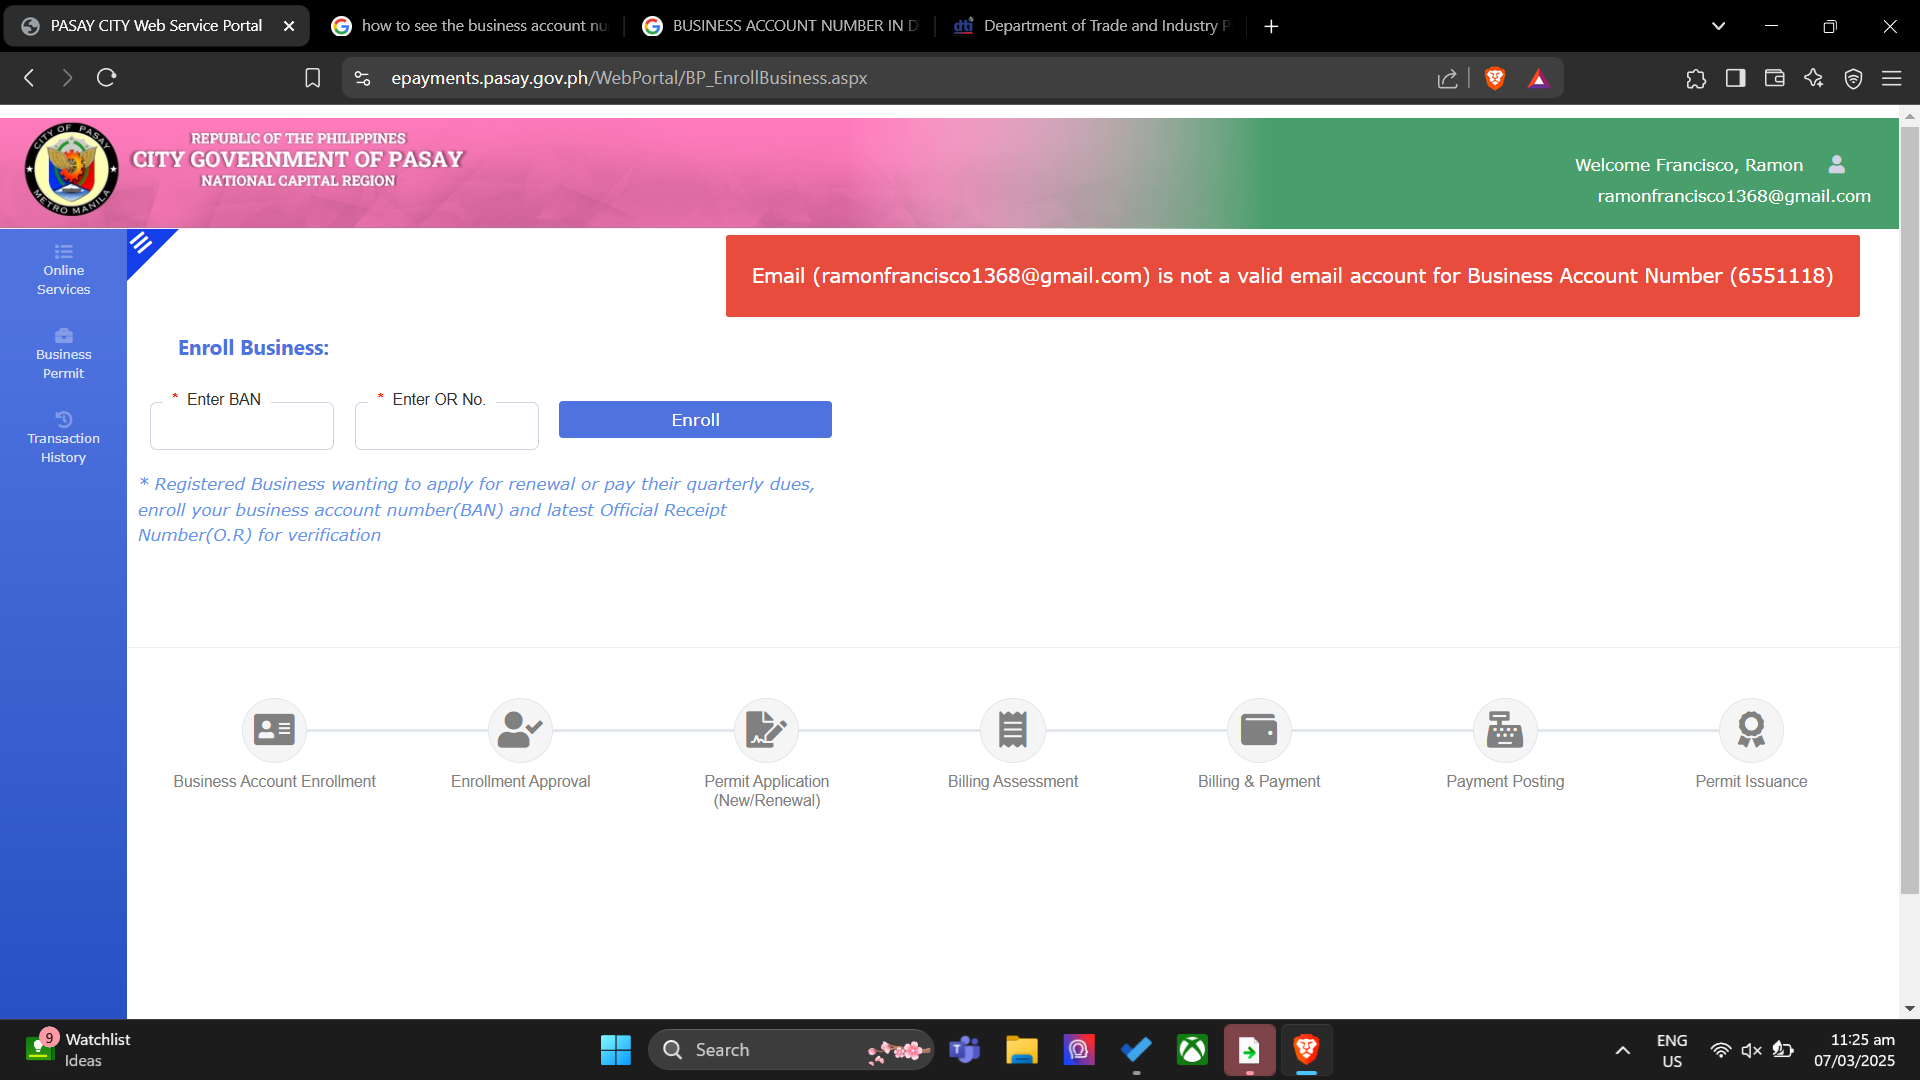 PASAY CITY Web Service Portal
how to see the business account nu
BUSINESS ACCOUNT NUMBER IN D
dti
Department of Trade and Industry P
epayments.pasay.gov.ph/WebPortal/BP_EnrollBusiness.aspx
CITY OF PASAY
METRO MANILA
REPUBLIC OF THE PHILIPPINES
CITY GOVERNMENT OF PASAY
NATIONAL CAPITAL REGION
Welcome Francisco, Ramon
ramonfrancisco1368@gmail.com
Online
Services
Business
Permit
Transaction
History
Email (ramonfrancisco1368@gmail.com) is not a valid email account for Business Account Number (6551118)
Enroll Business:
* Enter BAN
* Enter OR No.
Enroll
* Registered Business wanting to apply for renewal or pay their quarterly dues,
enroll your business account number(BAN) and latest Official Receipt
Number(O.R) for verification
Business Account Enrollment
Enrollment Approval
Permit Application
(New/Renewal)
Billing Assessment
Billing & Payment
Payment Posting
Permit Issuance
9
Watchlist
Ideas
Search
ENG
US
11:25 am
07/03/2025